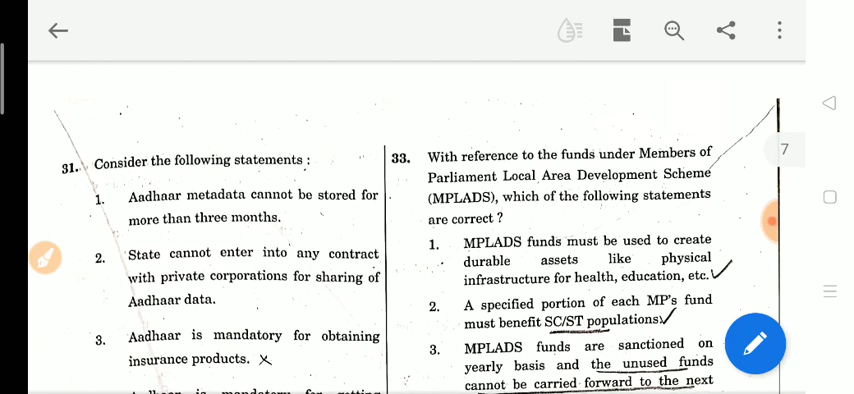 7
31. Consider the following statements :
1. Aadhaar metadata cannot be stored for
more than three months.
2. State cannot enter into any contract
with private corporations for sharing of
Aadhaar data.
3. Aadhaar is mandatory for obtaining
insurance products.
33. With reference to the funds under Members of
Parliament Local Area Development Scheme
(MPLADS), which of the following statements
are correct ?
1. MPLADS funds must be used to create
durable assets like physical
infrastructure for health, education, etc.
2. A specified portion of each MP's fund
must benefit SC/ST populations.
3. MPLADS funds are sanctioned on
yearly basis and the unused funds
cannot be carried forward to the next